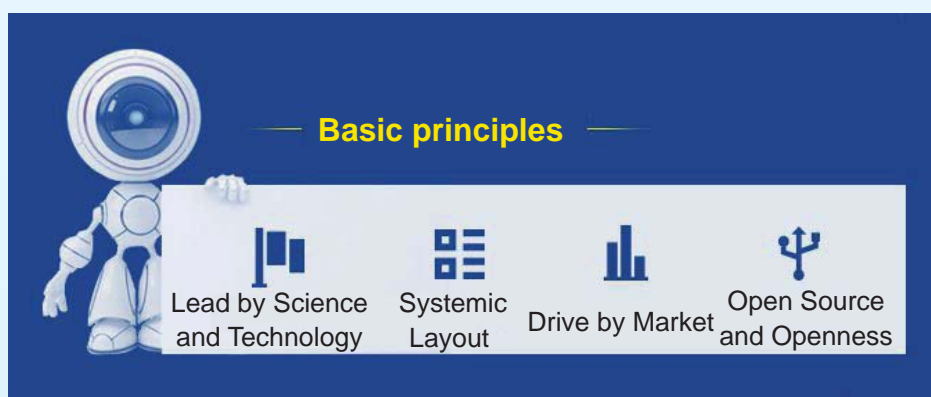 Basic principles
Lead by Science
and Technology
Systemic
Layout
Drive by Market
Open Source
and Openness